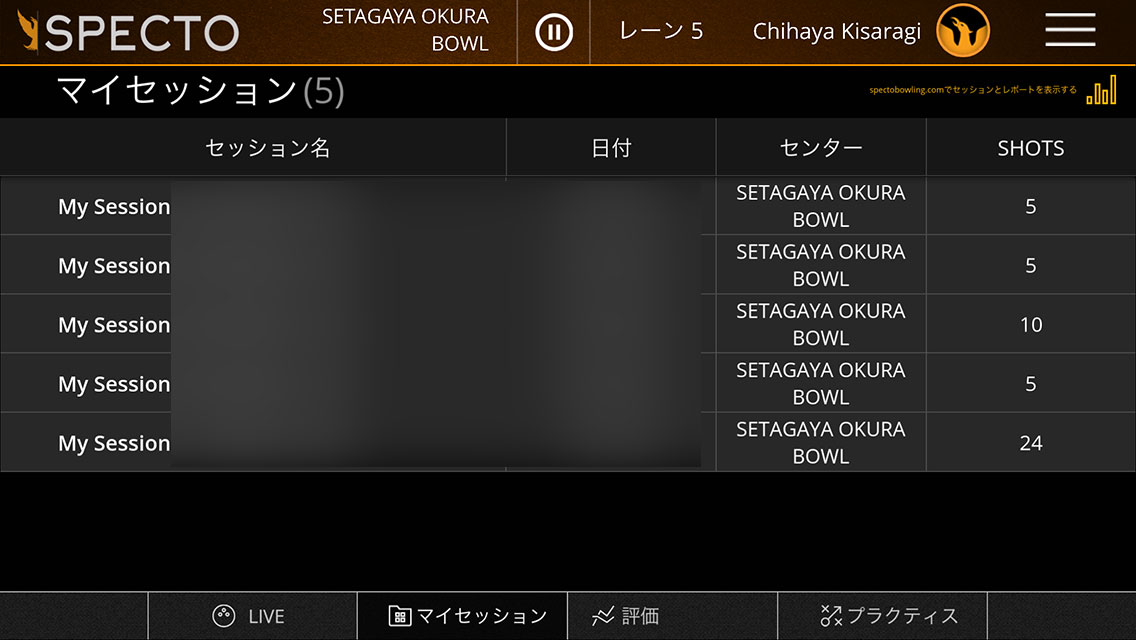 SPECTO
SETAGAYA OKURA
BOWL
レーン 5
Chihaya Kisaragi
マイセッション(5)
spectobowling.comでセッションとレポートを表示する
セッション名 日付 センター SHOTS
My Session
SETAGAYA OKURA
BOWL
5
My Session
SETAGAYA OKURA
BOWL
5
My Session
SETAGAYA OKURA
BOWL
10
My Session
SETAGAYA OKURA
BOWL
5
My Session
SETAGAYA OKURA
BOWL
24
LIVE マイセッション 評価 プラクティス